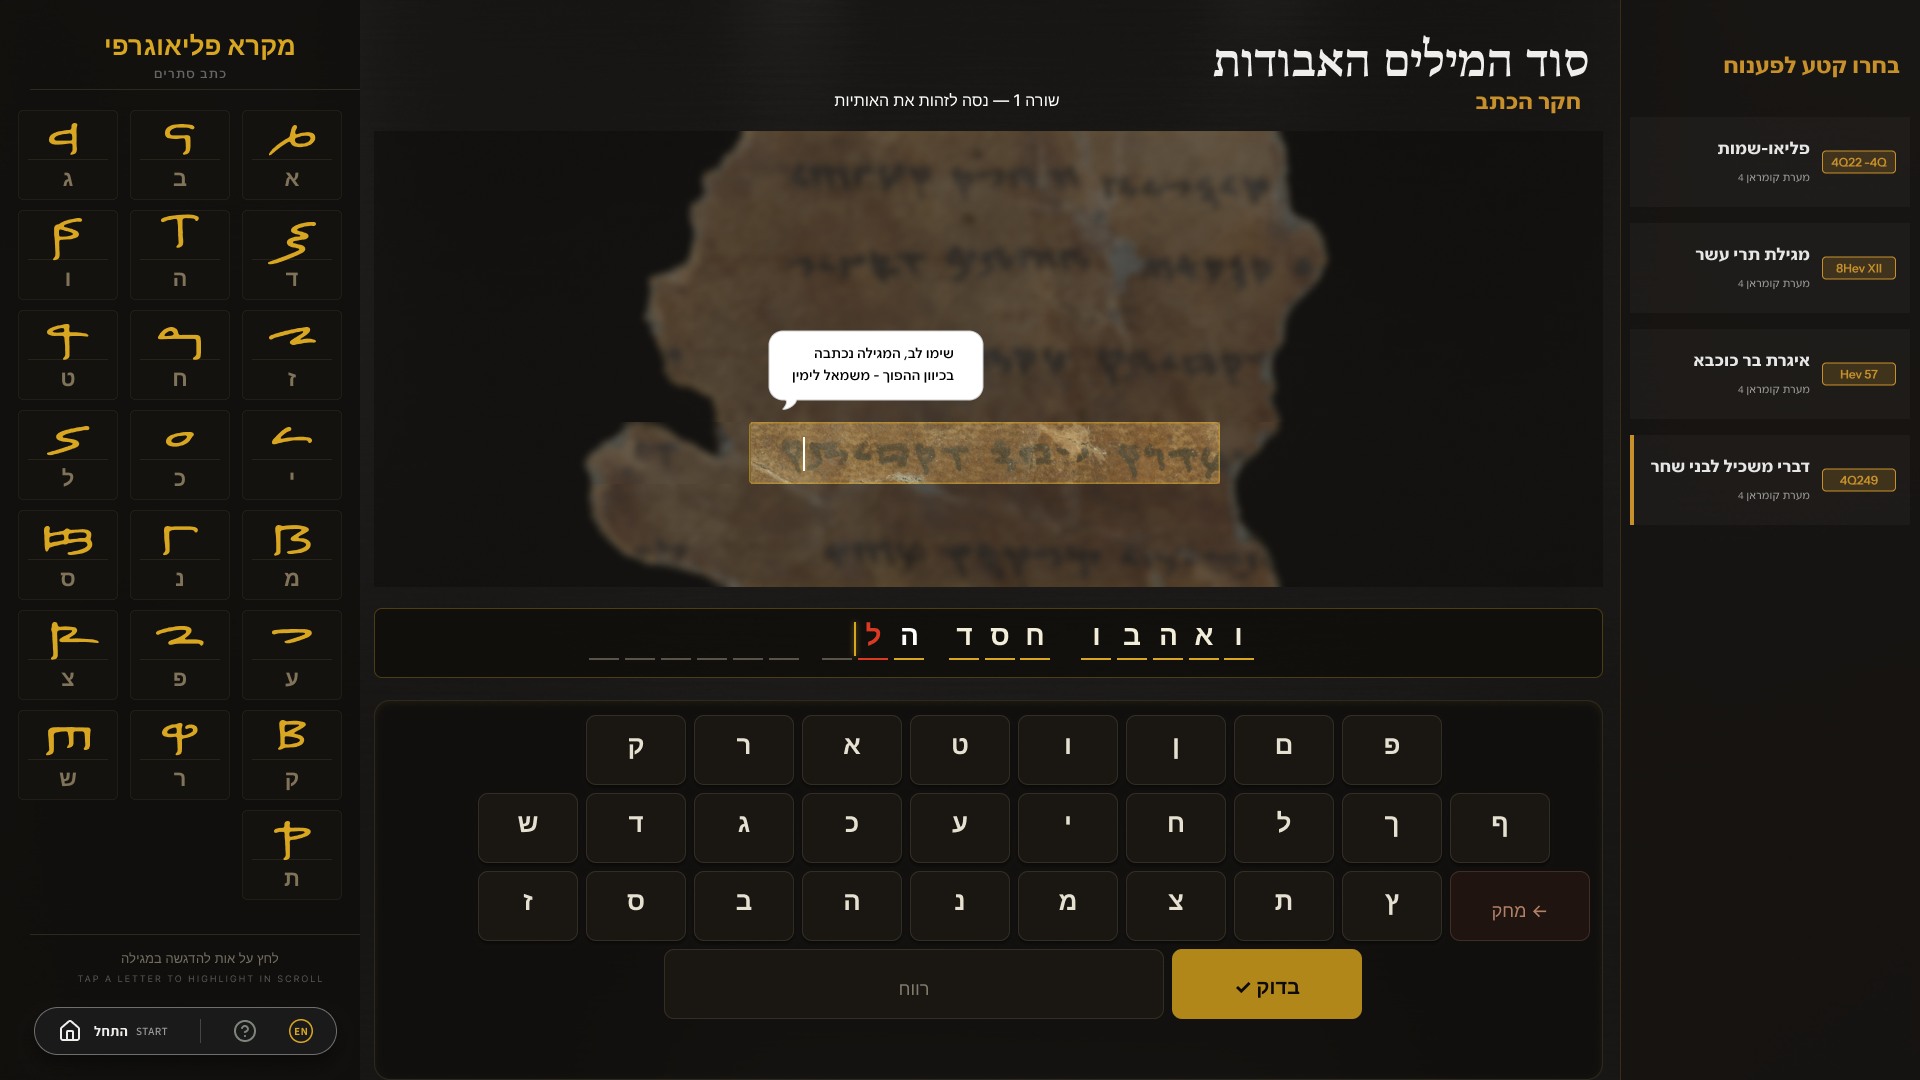 בחרו קטע לפענוח
פליאו-שמות
4Q22 -4Q
מערת קומראן 4
מגילת תרי עשר
8Hev XII
מערת קומראן 4
איגרת בר כוכבא
Hev 57
מערת קומראן 4
דברי משכיל לבני שחר
4Q249
מערת קומראן 4
סוד המילים האבודות
חקר הכתב
שורה 1 — נסה לזהות את האותיות
שימו לב, המגילה נכתבה
בכיוון ההפוך - משמאל לימין
ואהבו חסד הל
פ ם ן ו ט א ר ק
ף ך ל ח י ע כ ג ד ש
← מחק ץ ת צ מ נ ה ב ס ז
בדוק ✓ רווח
מקרא פליאוגרפי
כתב סתרים
א ב ג
ד ה ו
ז ח ט
י כ ל
מ נ ס
ע פ צ
ק ר ש
ת
לחץ על אות להדגשה במגילה
TAP A LETTER TO HIGHLIGHT IN SCROLL
התחל START ? EN